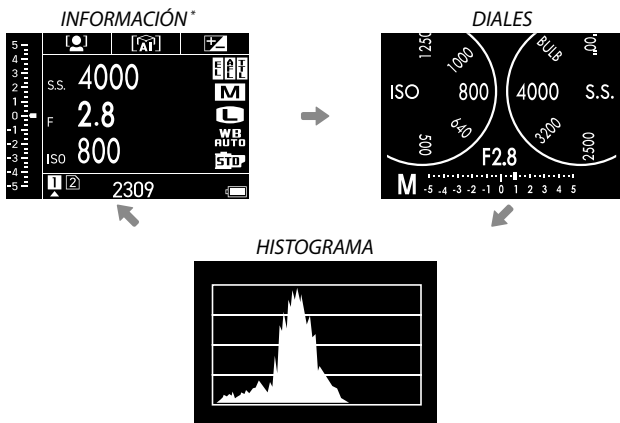 INFORMACIÓN*
DIALES
5
4
3
2
1
0
-1
-2
-3
-4
-5
AI
S.S. 4000
F 2.8
ISO 800
E A T
F F T
L L L
M
L
WB
AUTO
STD
1 2
2309
1250 1000 BULB
ISO 800 4000 S.S.
500 640 3200 2500
F2.8
M -5 -4 -3 -2 -1 0 1 2 3 4 5
HISTOGRAMA